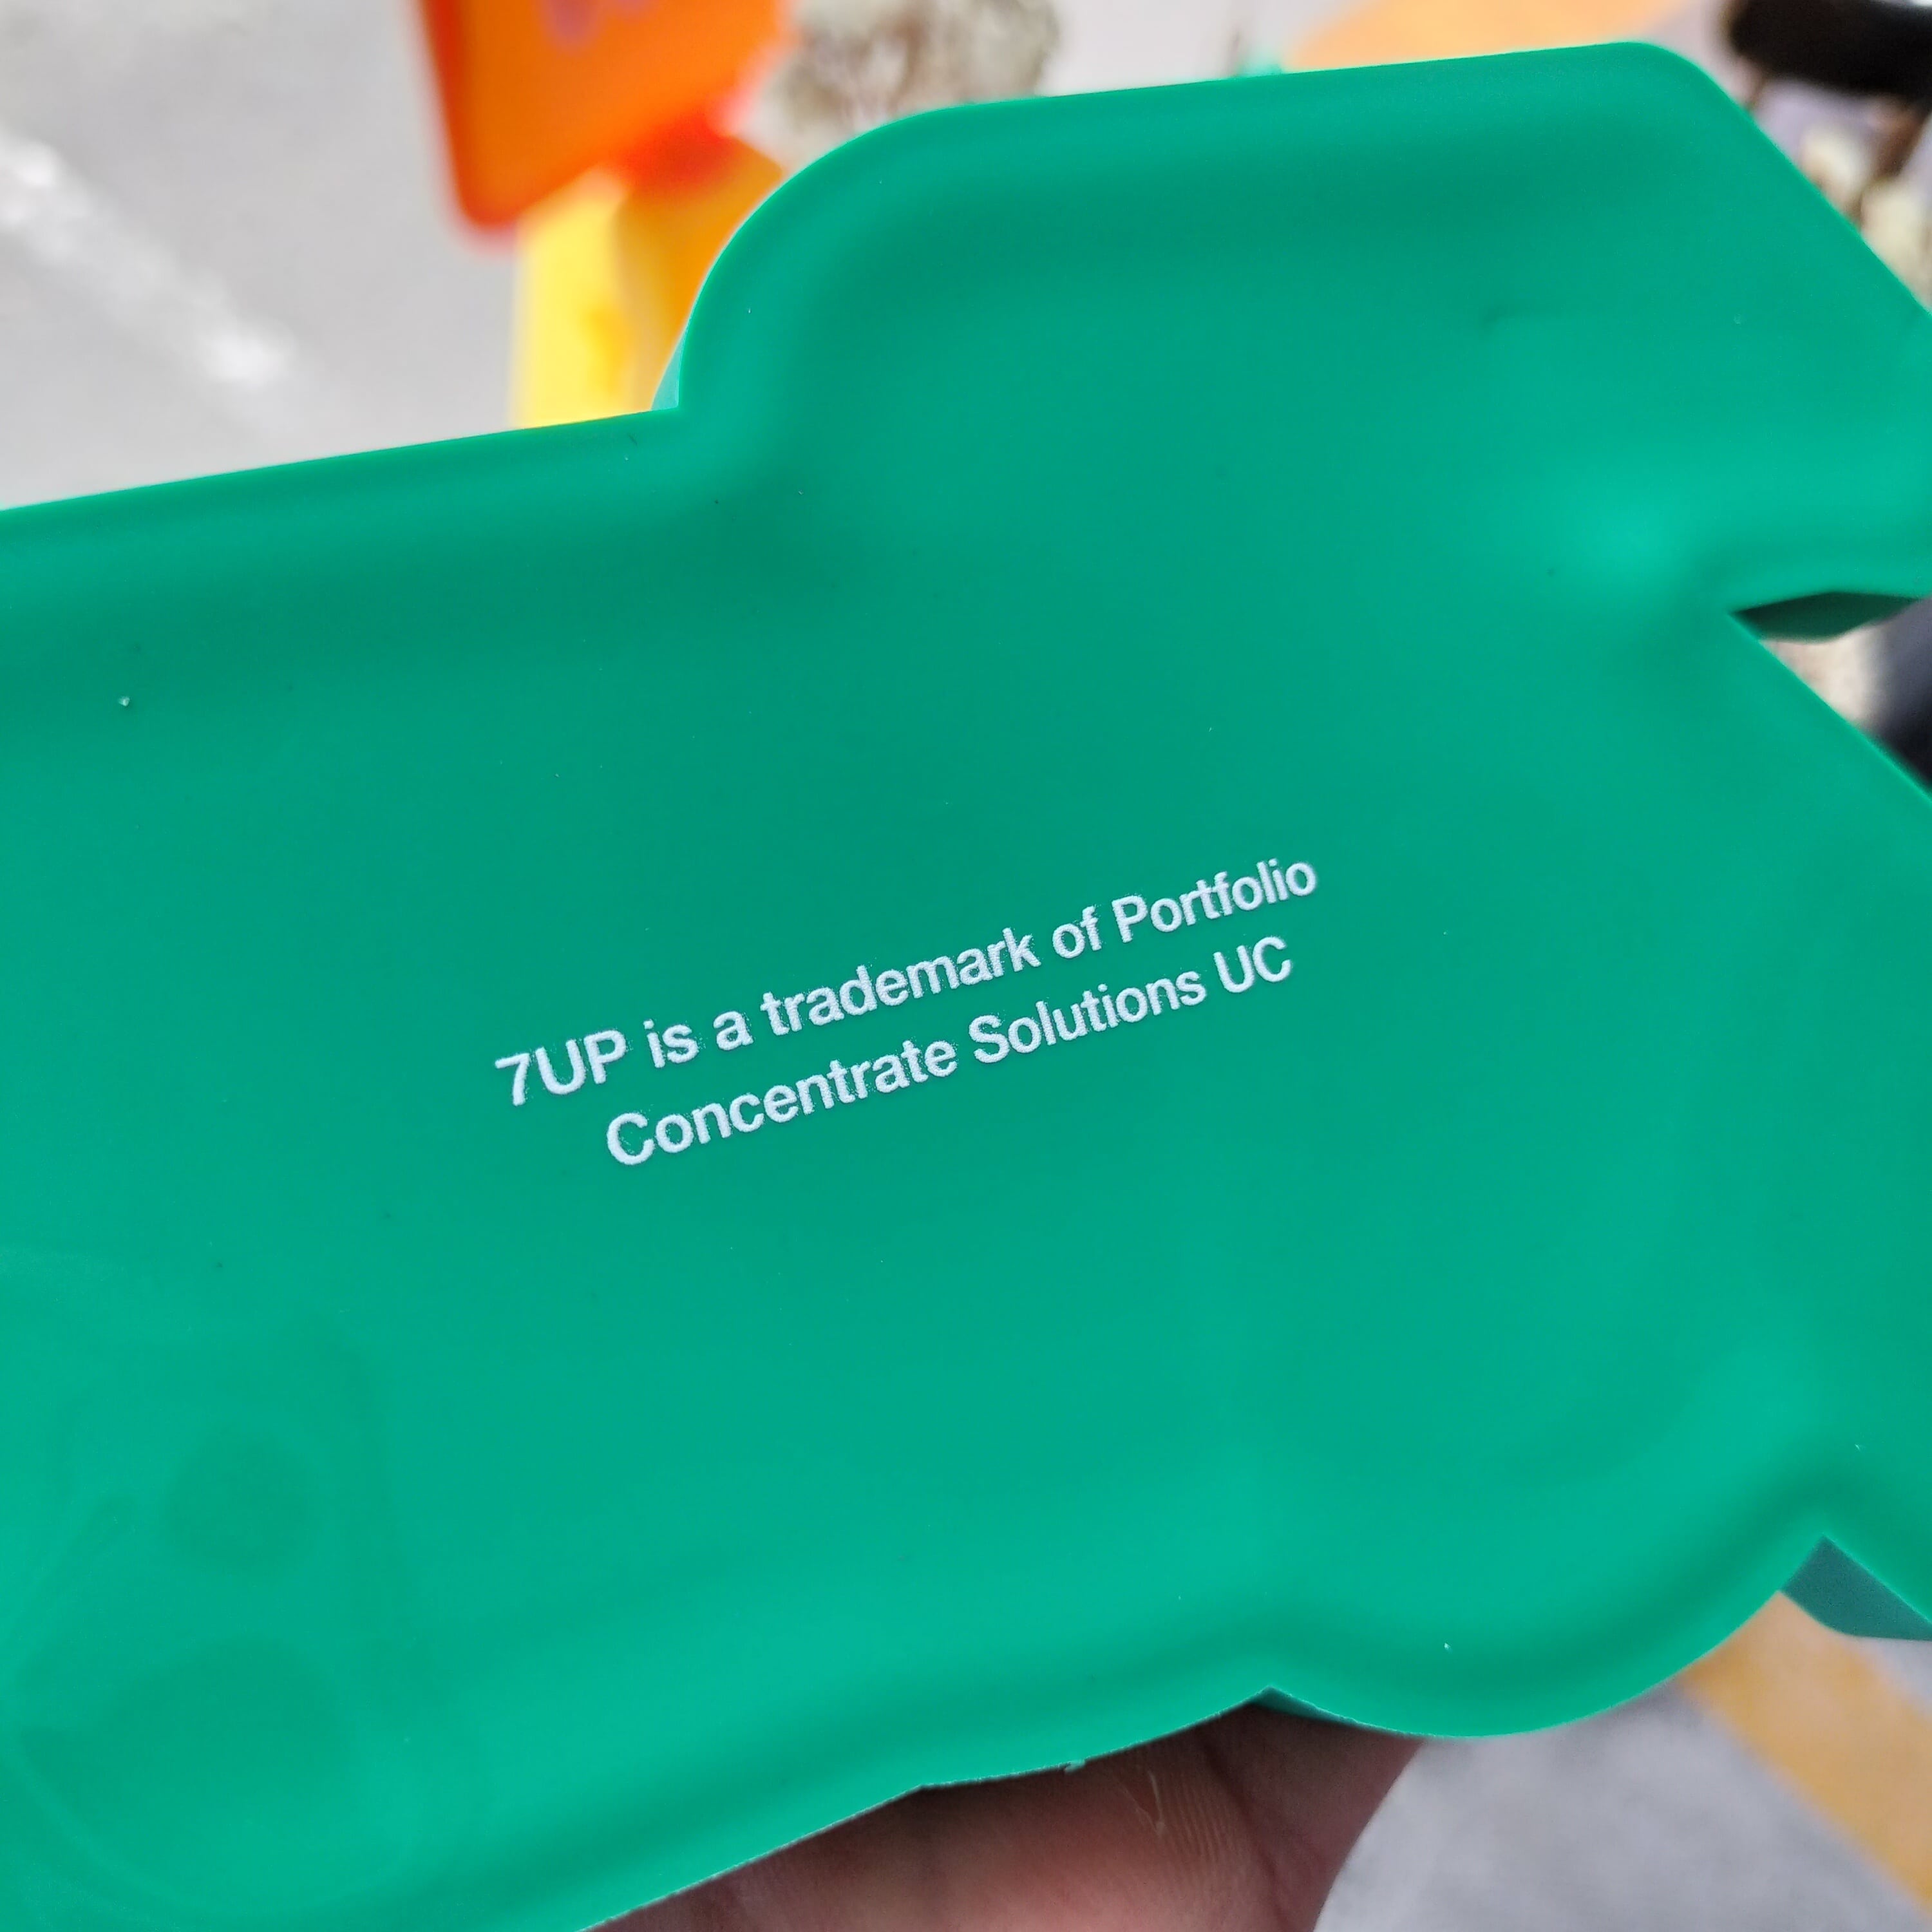 7UP is a trademark of Portfolio
Concentrate Solutions UC